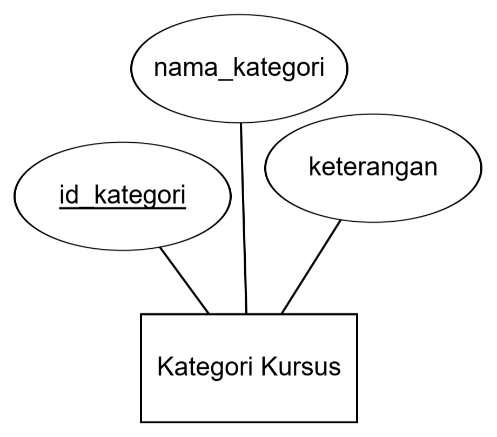 nama_kategori
keterangan
id_kategori
Kategori Kursus